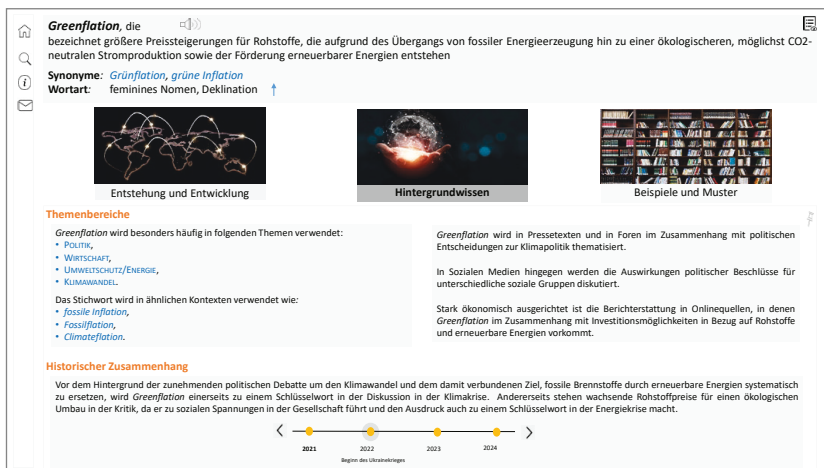 Greenflation, die
bezeichnet größere Preissteigerungen für Rohstoffe, die aufgrund des Übergangs von fossiler Energieerzeugung hin zu einer ökologischeren, möglichst CO2-
neutralen Stromproduktion sowie der Förderung erneuerbarer Energien entstehen
Synonyme: Grünflation, grüne Inflation
Wortart: feminines Nomen, Deklination ↑
Entstehung und Entwicklung
Hintergrundwissen
Beispiele und Muster
Themenbereiche
Greenflation wird besonders häufig in folgenden Themen verwendet:
• POLITIK,
• WIRTSCHAFT,
• UMWELTSCHUTZ/ENERGIE,
• KLIMAWANDEL.
Das Stichwort wird in ähnlichen Kontexten verwendet wie:
• fossile Inflation,
• Fossilflation,
• Climateflation.
Greenflation wird in Pressetexten und in Foren im Zusammenhang mit politischen
Entscheidungen zur Klimapolitik thematisiert.
In Sozialen Medien hingegen werden die Auswirkungen politischer Beschlüsse für
unterschiedliche soziale Gruppen diskutiert.
Stark ökonomisch ausgerichtet ist die Berichterstattung in Onlinequellen, in denen
Greenflation im Zusammenhang mit Investitionsmöglichkeiten in Bezug auf Rohstoffe
und erneuerbare Energien vorkommt.
Historischer Zusammenhang
Vor dem Hintergrund der zunehmenden politischen Debatte um den Klimawandel und dem damit verbundenen Ziel, fossile Brennstoffe durch erneuerbare Energien systematisch
zu ersetzen, wird Greenflation einerseits zu einem Schlüsselwort in der Diskussion in der Klimakrise. Andererseits stehen wachsende Rohstoffpreise für einen ökologischen
Umbau in der Kritik, da er zu sozialen Spannungen in der Gesellschaft führt und den Ausdruck auch zu einem Schlüsselwort in der Energiekrise macht.
2021 2022 2023 2024
Beginn des Ukrainekrieges